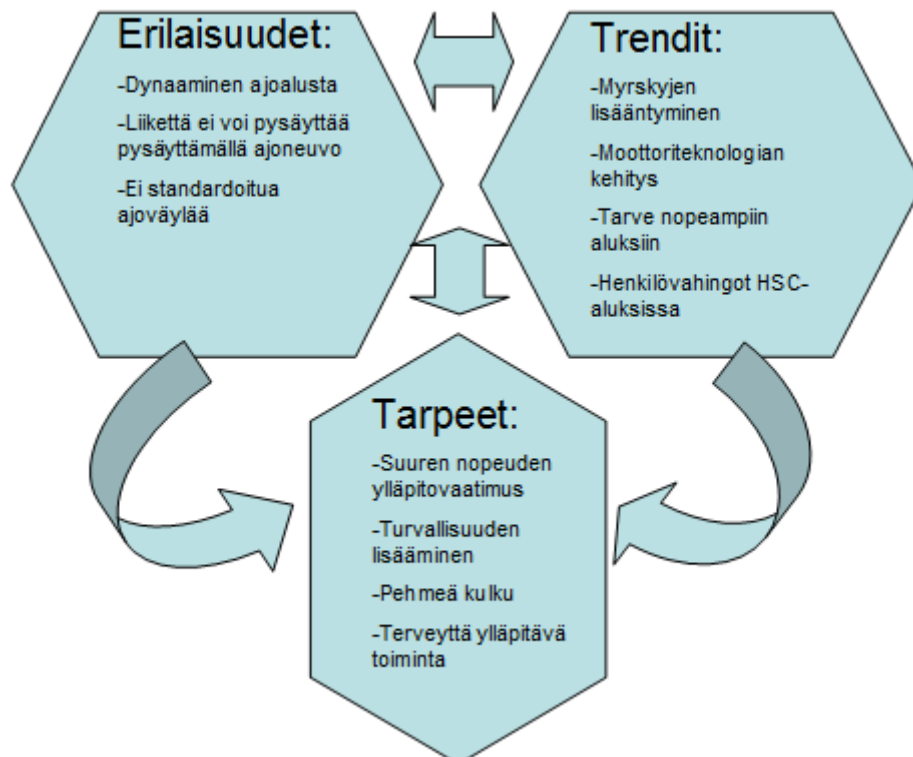 Erilaisuudet:
-Dynaaminen ajoalusta
-Liikettä ei voi pysäyttää
pysäyttämällä ajoneuvo
-Ei standardoitua
ajoväylää
Trendit:
-Myrskyjen
lisääntyminen
-Moottoriteknologian
kehitys
-Tarve nopeampiin
aluksiin
-Henkilövahingot HSC-
aluksissa
Tarpeet:
-Suuren nopeuden
ylläpitovaatimus
-Turvallisuuden
lisääminen
-Pehmeä kulku
-Terveyttä ylläpitävä
toiminta